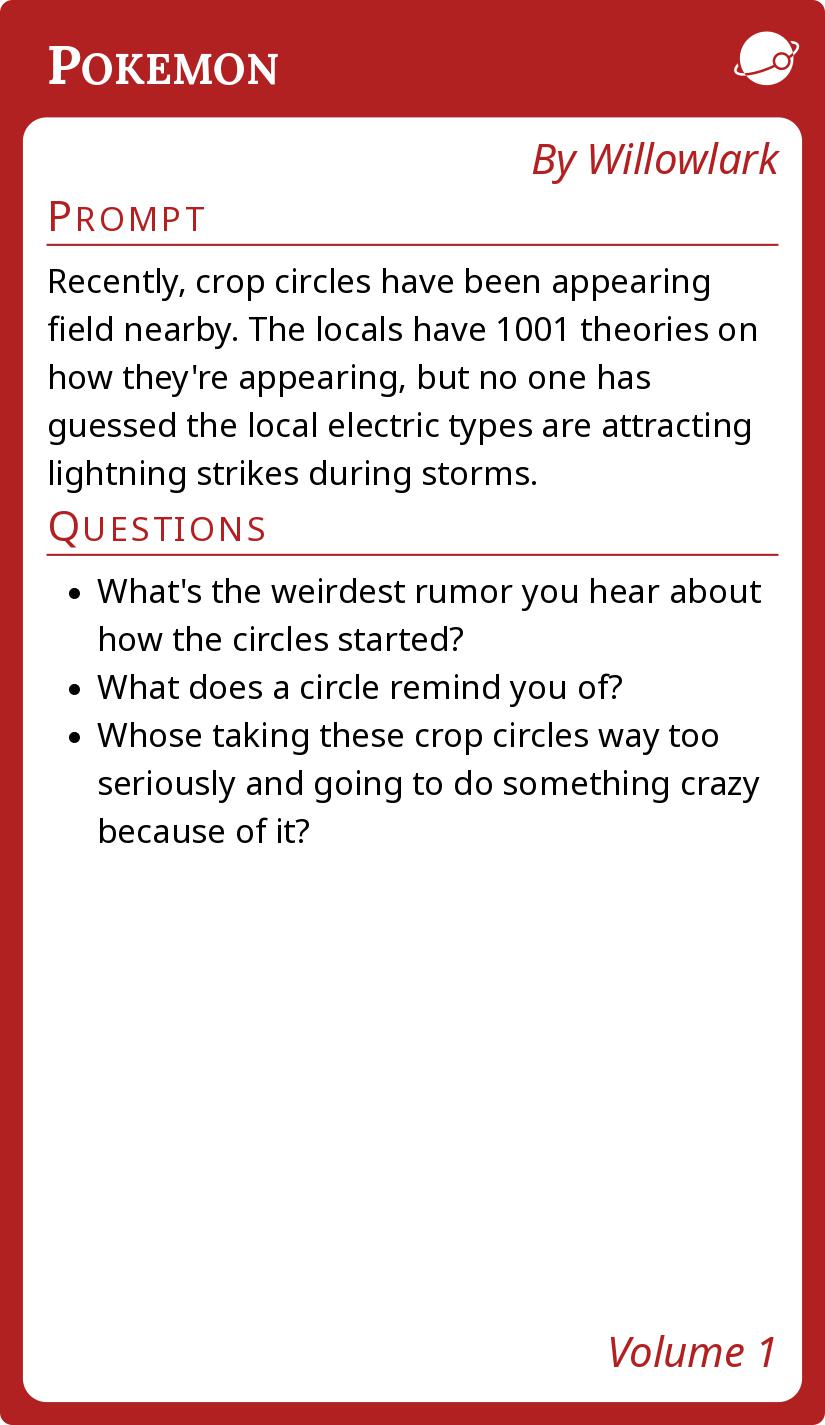 Pokemon
By Willowlark
Prompt
Recently, crop circles have been appearing
field nearby. The locals have 1001 theories on
how they're appearing, but no one has
guessed the local electric types are attracting
lightning strikes during storms.
Questions
• What's the weirdest rumor you hear about
how the circles started?
• What does a circle remind you of?
• Whose taking these crop circles way too
seriously and going to do something crazy
because of it?
Volume 1